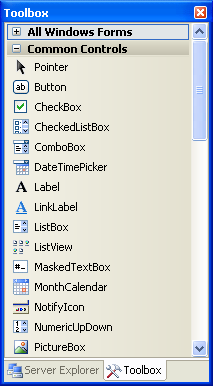 Toolbox
All Windows Forms
Common Controls
Pointer
Button
CheckBox
CheckedListBox
ComboBox
DateTimePicker
Label
LinkLabel
ListBox
ListView
MaskedTextBox
MonthCalendar
NotifyIcon
NumericUpDown
PictureBox
Server Explorer Toolbox